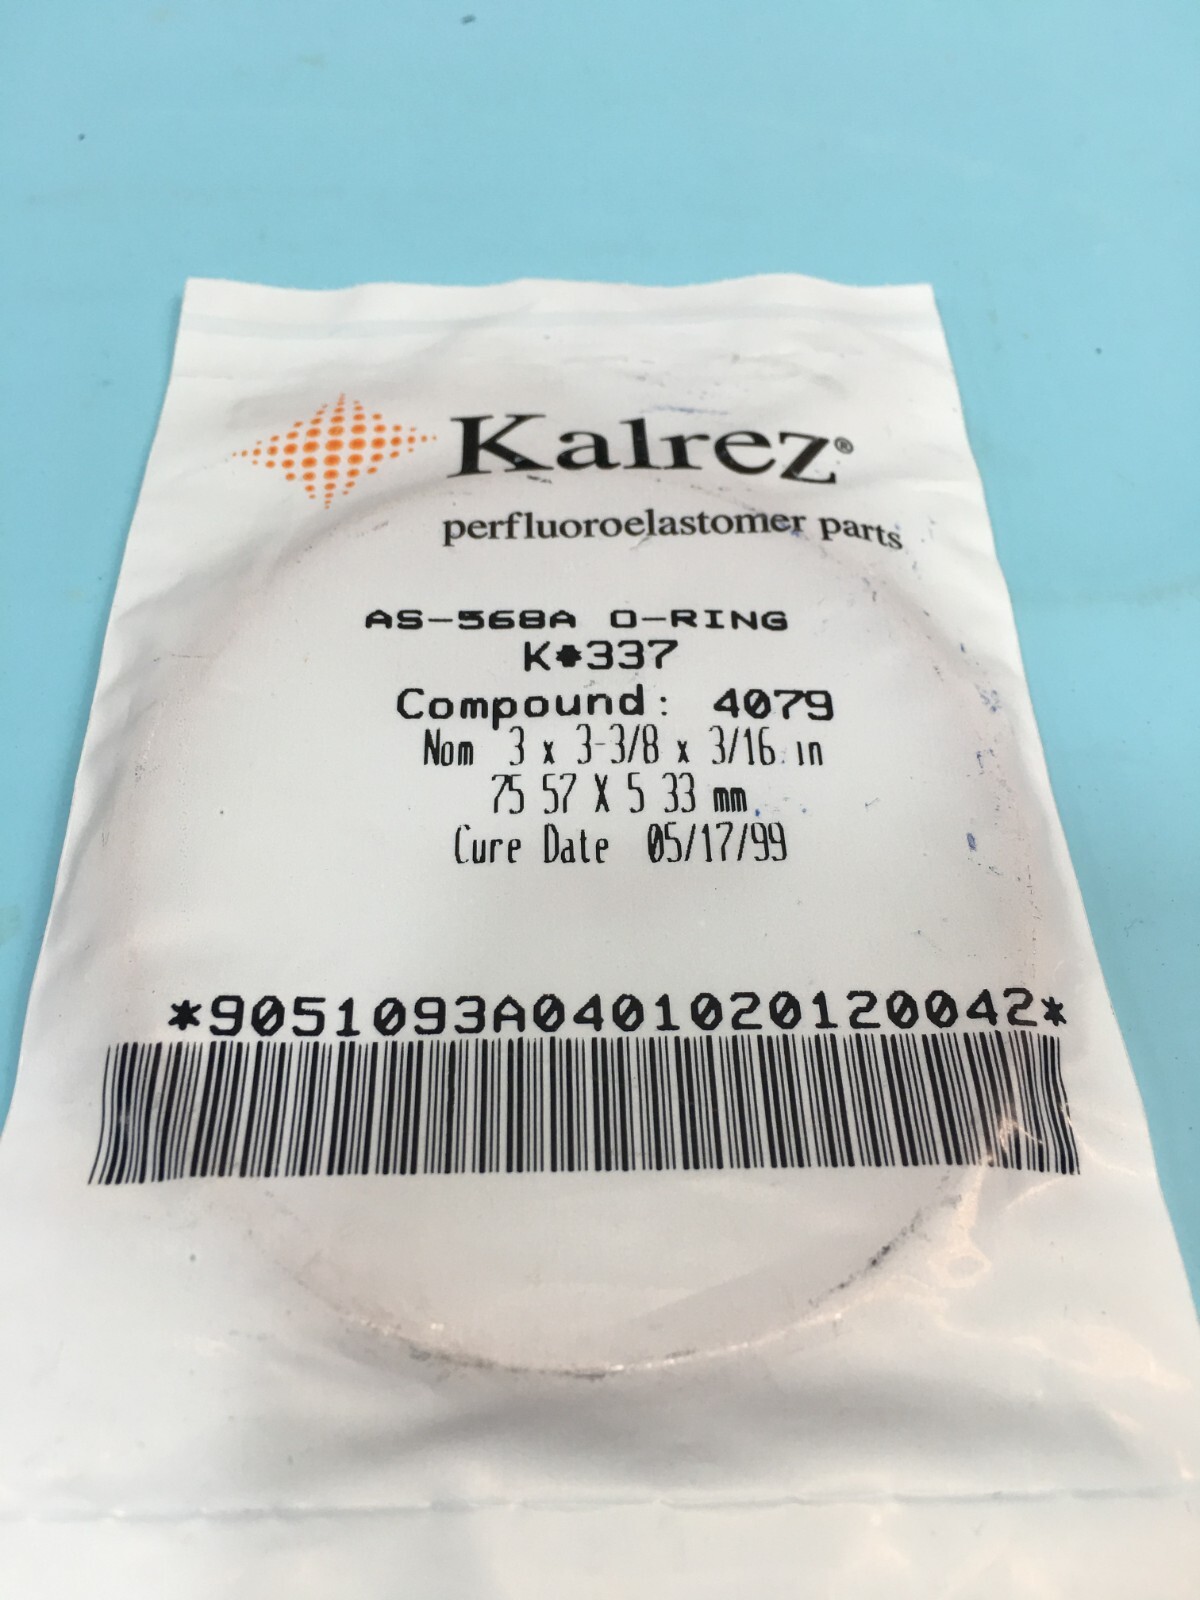 Kalrez®
perfluoroelastomer parts
AS-568A O-RING
K#337
Compound: 4079
Nom 3 x 3-3/8 x 3/16 in
75 57 X 5 33 mm
Cure Date 05/17/99
*9051093A0401020120042*